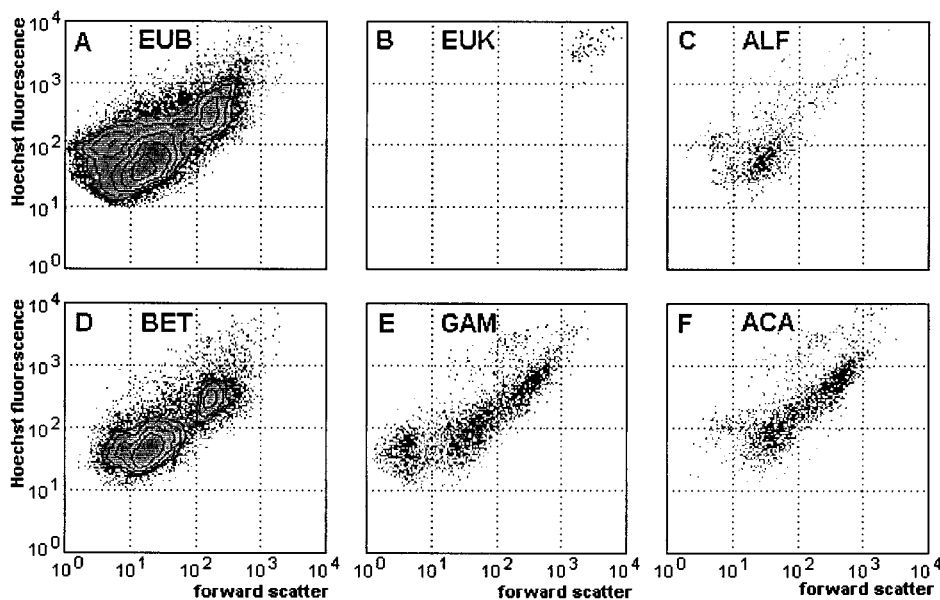 A EUB
B EUK
C ALF
Hoechst fluorescence
10^4
10^3
10^2
10^1
10^0
D BET
E GAM
F ACA
Hoechst fluorescence
10^4
10^3
10^2
10^1
10^0
10^0 10^1 10^2 10^3 10^4
10^0 10^1 10^2 10^3 10^4
10^0 10^1 10^2 10^3 10^4
forward scatter
forward scatter
forward scatter